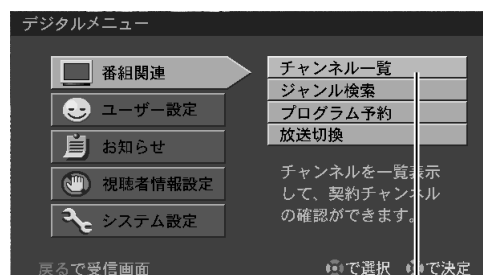 デジタルメニュー
番組関連
ユーザー設定
お知らせ
視聴者情報設定
システム設定
チャンネル一覧
ジャンル検索
プログラム予約
放送切換
チャンネルを一覧表示
して、契約チャンネル
の確認ができます。
戻るで受信画面
で選択
で決定